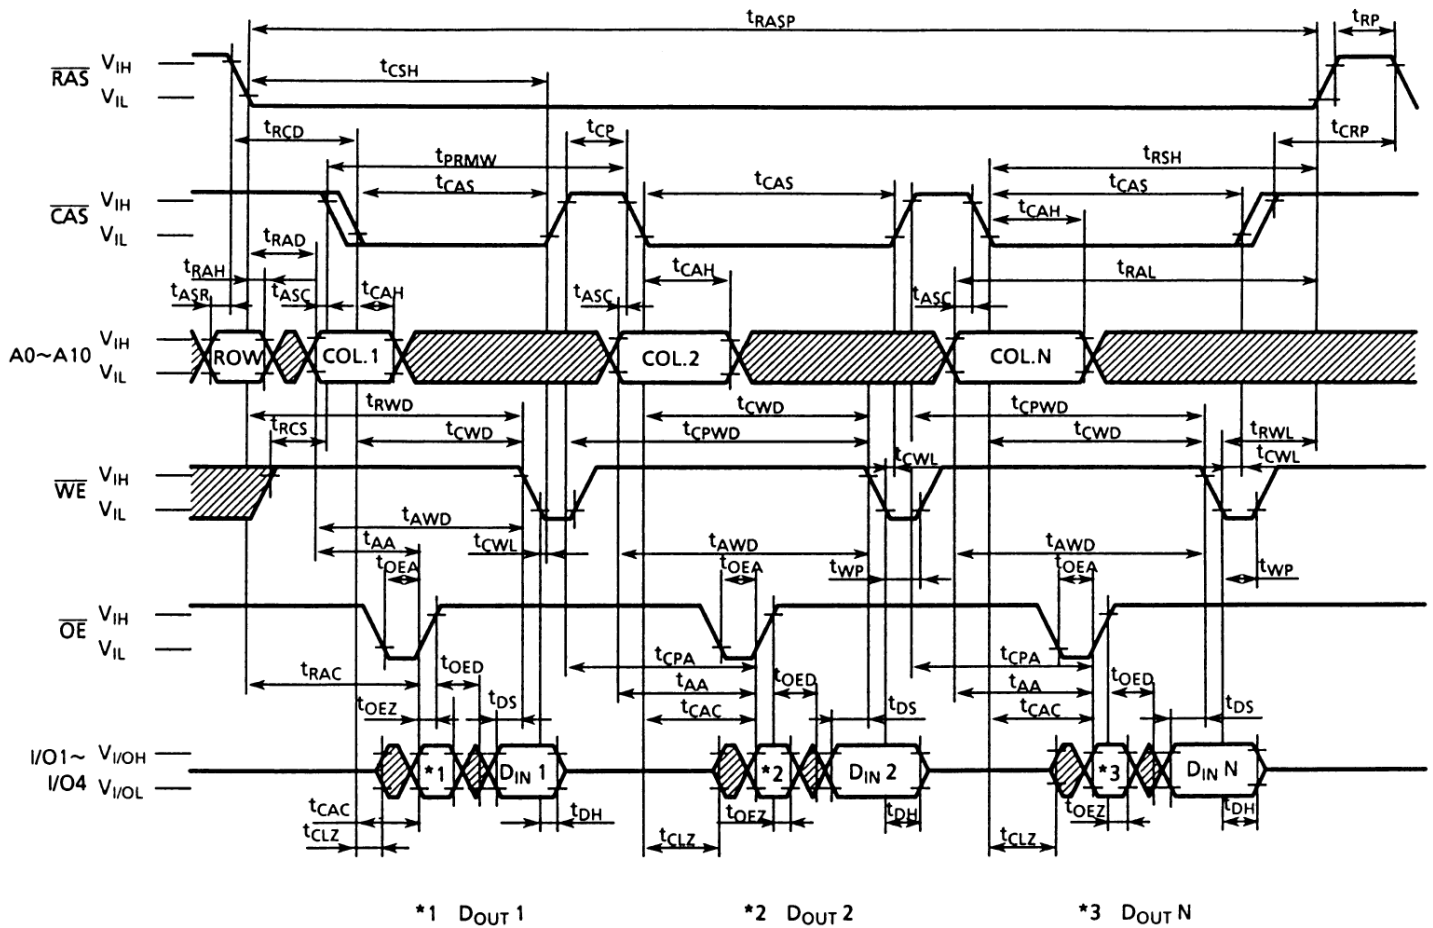 tRASP
tRP
RAS
VIH
VIL
tCSH
tRCD
tCP
tCRP
tPRMW
tRSH
tCAS
tCAS
tCAS
CAS
VIH
VIL
tCAH
tRAD
tRAH
tCAH
tRAL
tASR
tASC
tCAH
tASC
tASC
A0~A10
VIH
VIL
ROW
COL.1
COL.2
COL.N
tRWD
tCWD
tCPWD
tRCS
tCWD
tCPWD
tCWD
tRWL
tCWL
tCWL
WE
VIH
VIL
tAWD
tAA
tCWL
tAWD
tAWD
tOEA
tOEA
tWP
tOEA
tWP
OE
VIH
VIL
tRAC
tOED
tCPA
tOED
tCPA
tOED
tAA
tAA
tOEZ
tDS
tCAC
tDS
tCAC
tDS
I/O1~
I/O4
VI/OH
VI/OL
*1
DIN 1
*2
DIN 2
*3
DIN N
tCAC
tDH
tOEZ
tDH
tOEZ
tDH
tCLZ
tCLZ
tCLZ
*1 DOUT 1
*2 DOUT 2
*3 DOUT N